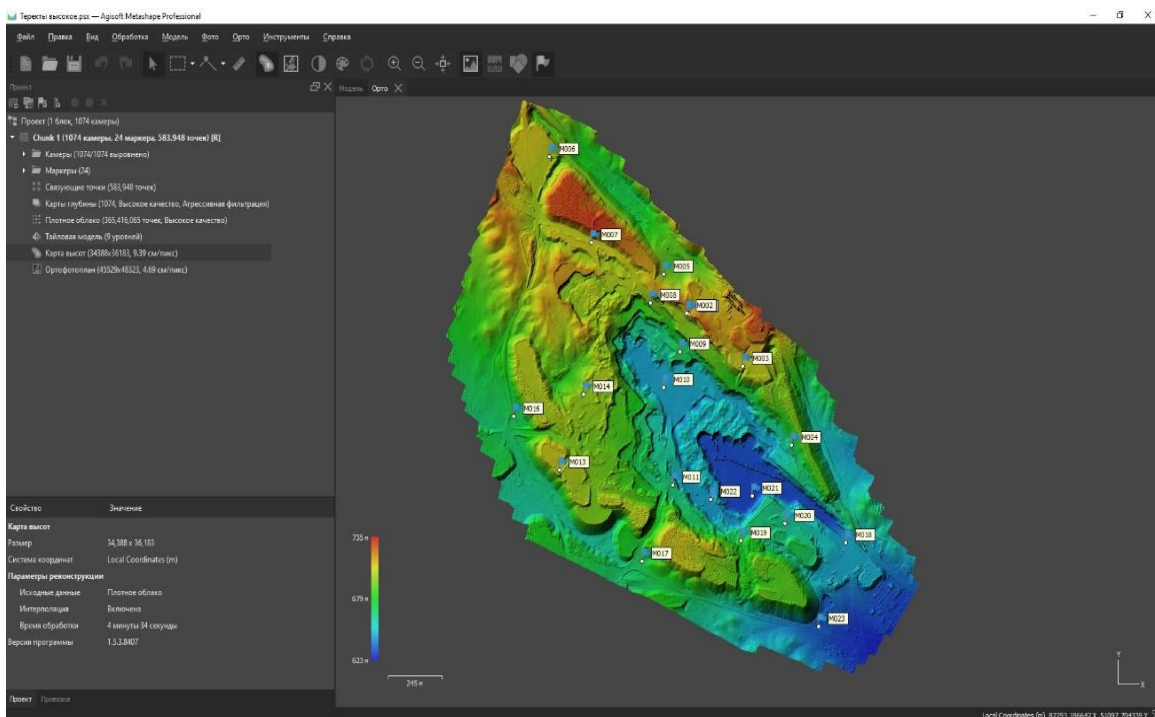 Теректы высокое.psx — Agisoft Metashape Professional
Файл Правка Вид Обработка Модель Фото Орто Инструменты Справка
Проект
Модель Орто
Проект (1 блок, 1074 камеры)
Chunk 1 (1074 камеры, 24 маркера, 583,948 точек) [R]
Камеры (1074/1074 выровнено)
Маркеры (24)
Связующие точки (583,948 точек)
Карты глубины (1074, Высокое качество, Агрессивная фильтрация)
Плотное облако (365,416,065 точек, Высокое качество)
Тайловая модель (9 уровней)
Карта высот (34388x36183, 9.39 см/пикс)
Ортофотоплан (45529x48323, 4.69 см/пикс)
M006
M007
M005
M008
M002
M009
M003
M010
M014
M016
M004
M013
M011
M022
M021
M020
M019
M018
M017
M023
Свойство Значение
Карта высот
Размер 34,388 x 36,183
Система координат Local Coordinates (m)
Параметры реконструкции
Исходные данные Плотное облако
Интерполяция Включена
Время обработки 4 минуты 34 секунды
Версия программы 1.5.3.8407
735 м
679 м
623 м
245 м
Y
X
Проект Привязка
Local Coordinates (m)